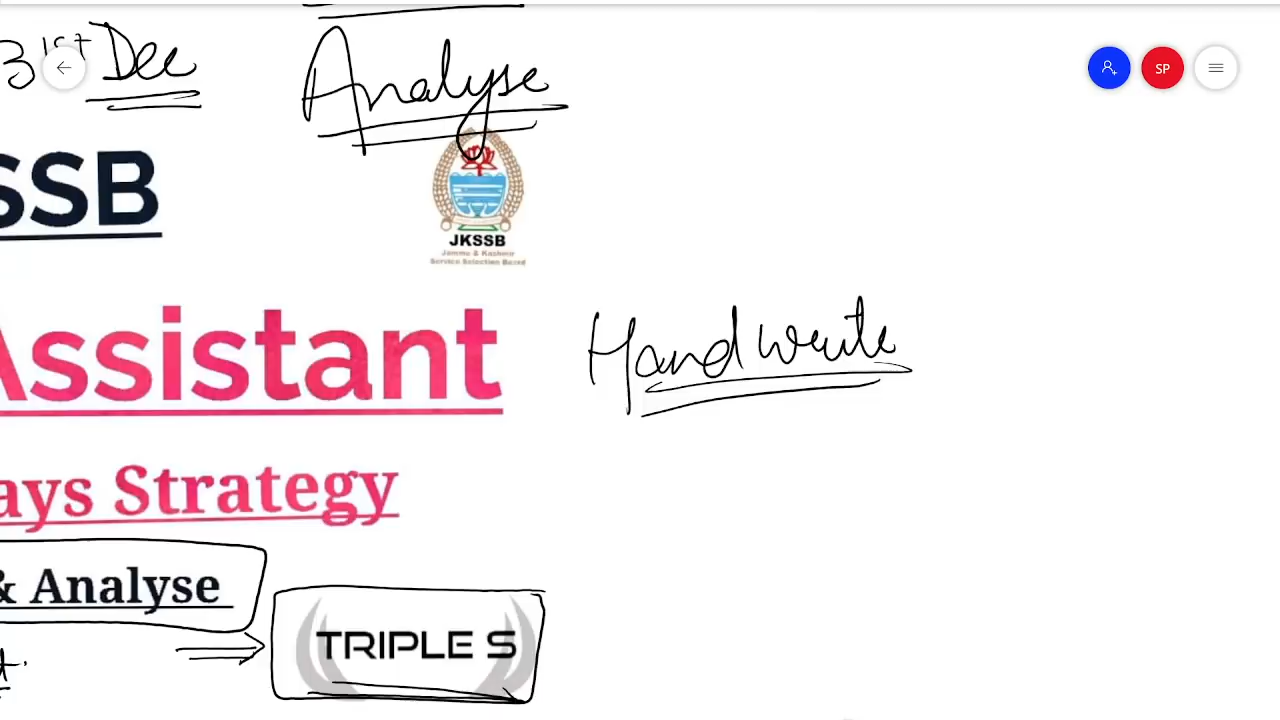 31st Dec
Analyse
SSB
JKSSB
Jammu & Kashmir
Service Selection Board
Assistant
Handwrite
ays Strategy
& Analyse
TRIPLE S
SP